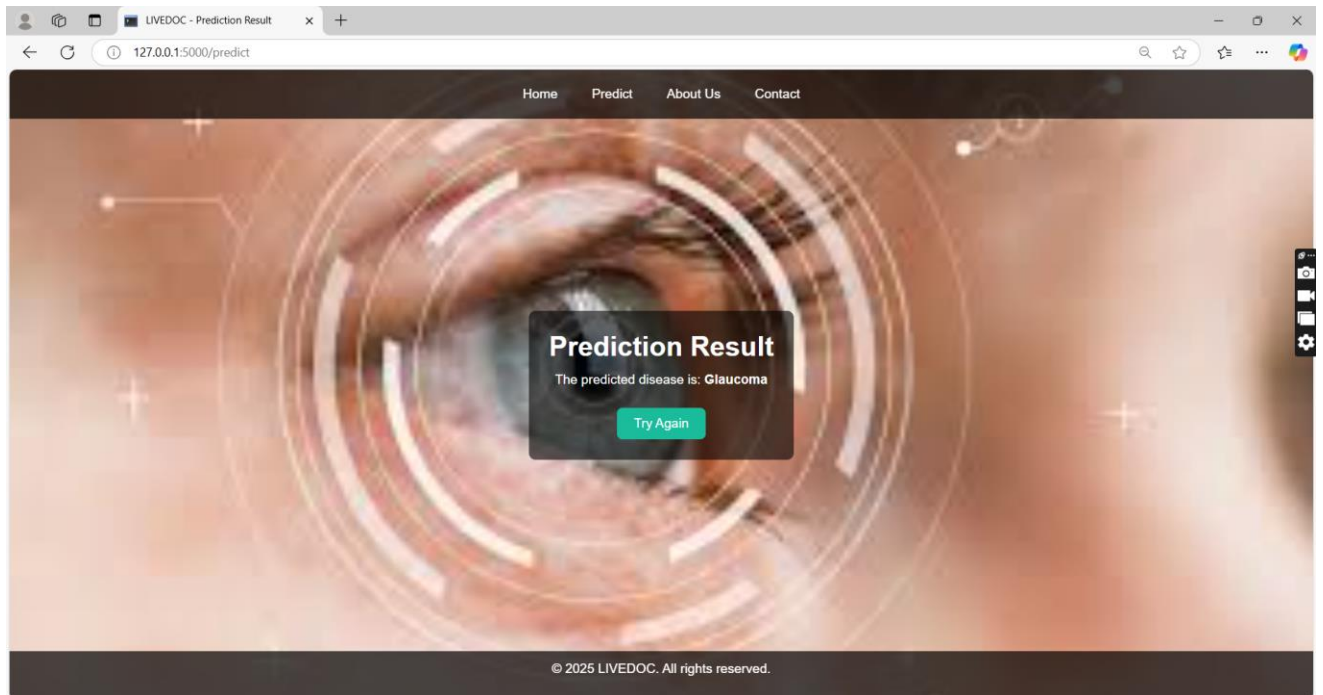 LIVEDOC - Prediction Result
127.0.0.1:5000/predict
Home Predict About Us Contact
Prediction Result
The predicted disease is: Glaucoma
Try Again
© 2025 LIVEDOC. All rights reserved.